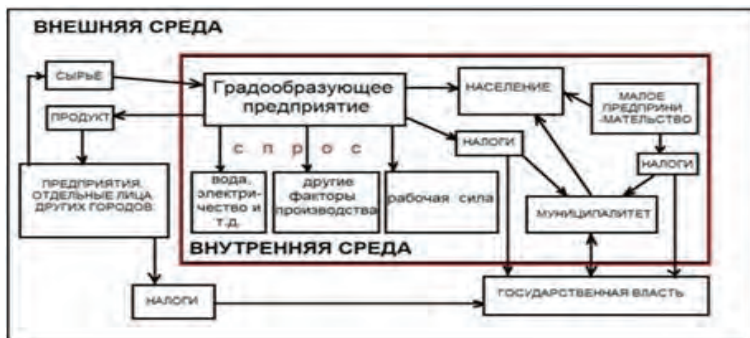 ВНЕШНЯЯ СРЕДА
СЫРЬЕ
ПРОДУКТ
ПРЕДПРИЯТИЯ,
ОТДЕЛЬНЫЕ ЛИЦА
ДРУГИХ ГОРОДОВ
НАЛОГИ
Градообразующее
предприятие
НАСЕЛЕНИЕ
МАЛОЕ
ПРЕДПРИНИ
-МАТЕЛЬСТВО
НАЛОГИ
НАЛОГИ
с п р о с
вода,
электри-
чество и
т.д.
другие
факторы
производства
рабочая сила
МУНИЦИПАЛИТЕТ
ВНУТРЕННЯЯ СРЕДА
ГОСУДАРСТВЕННАЯ ВЛАСТЬ